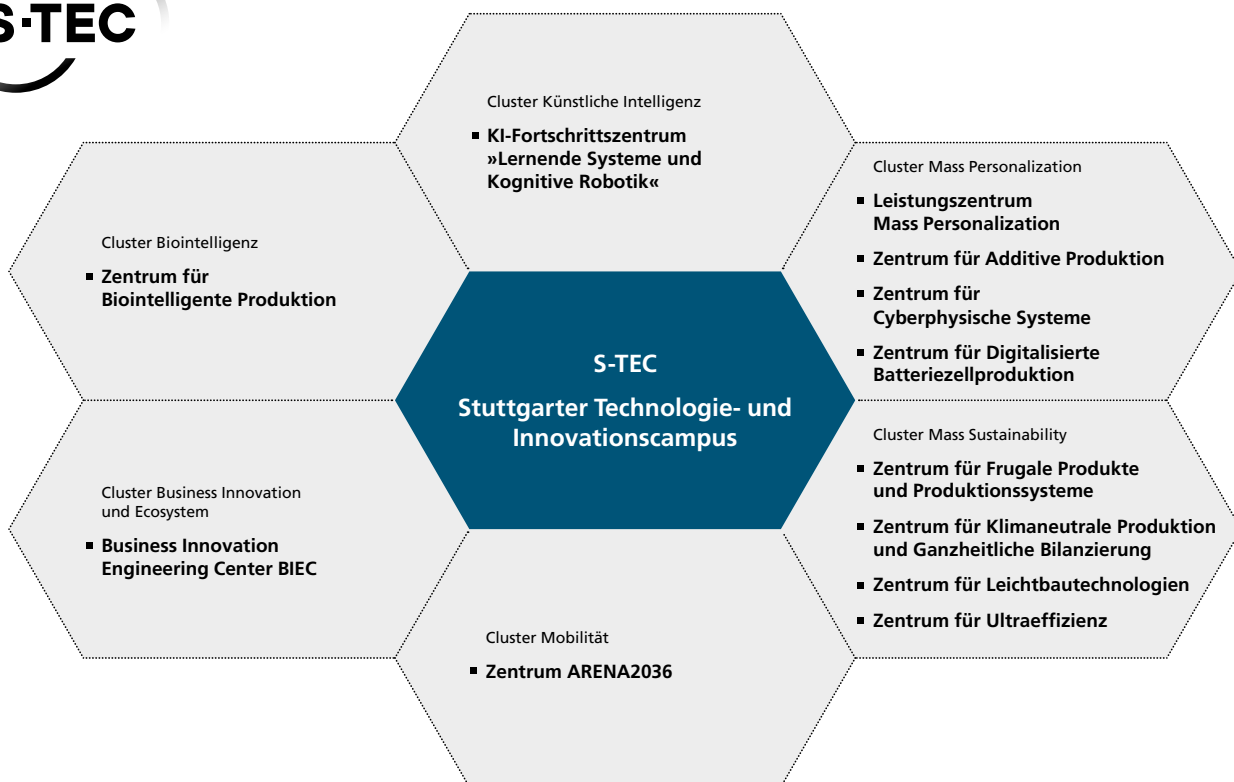 S-TEC
Cluster Künstliche Intelligenz
▪ KI-Fortschrittszentrum
»Lernende Systeme und
Kognitive Robotik«
Cluster Mass Personalization
▪ Leistungszentrum
Mass Personalization
▪ Zentrum für Additive Produktion
▪ Zentrum für
Cyberphysische Systeme
▪ Zentrum für Digitalisierte
Batteriezellproduktion
Cluster Biointelligenz
▪ Zentrum für
Biointelligente Produktion
S-TEC
Stuttgarter Technologie- und
Innovationscampus
Cluster Mass Sustainability
▪ Zentrum für Frugale Produkte
und Produktionssysteme
▪ Zentrum für Klimaneutrale Produktion
und Ganzheitliche Bilanzierung
▪ Zentrum für Leichtbautechnologien
▪ Zentrum für Ultraeffizienz
Cluster Business Innovation
und Ecosystem
▪ Business Innovation
Engineering Center BIEC
Cluster Mobilität
▪ Zentrum ARENA2036